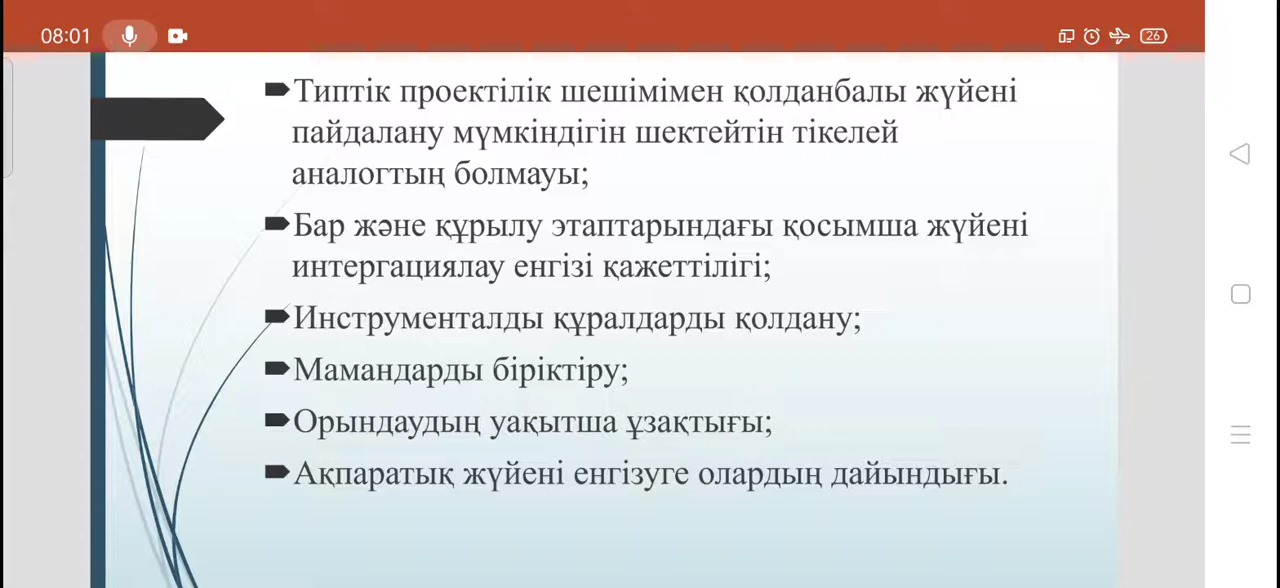 08:01
26
Типтік проектілік шешімімен қолданбалы жүйені
пайдалану мүмкіндігін шектейтін тікелей
аналогтың болмауы;
Бар және құрылу этаптарындағы қосымша жүйені
интергациялау енгізі қажеттілігі;
Инструменталды құралдарды қолдану;
Мамандарды біріктіру;
Орындаудың уақытша ұзақтығы;
Ақпаратық жүйені енгізуге олардың дайындығы.